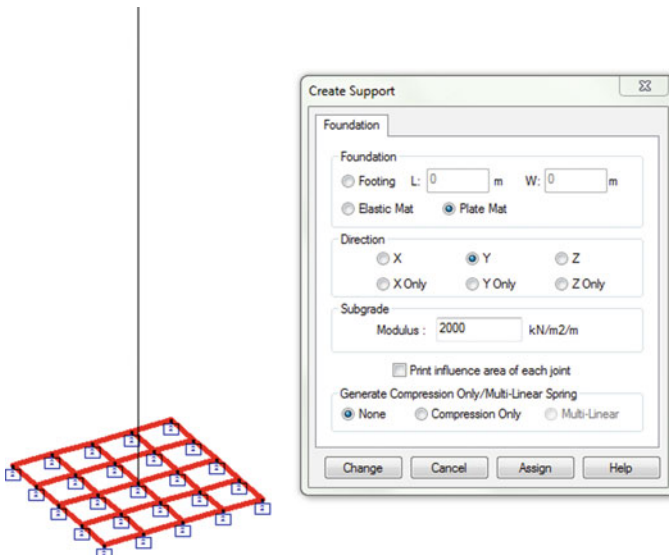 Create Support
Foundation
Foundation
Footing L: 0 m W: 0 m
Elastic Mat Plate Mat
Direction
X Y Z
X Only Y Only Z Only
Subgrade
Modulus : 2000 kN/m2/m
Print influence area of each joint
Generate Compression Only/Multi-Linear Spring
None Compression Only Multi-Linear
Change Cancel Assign Help